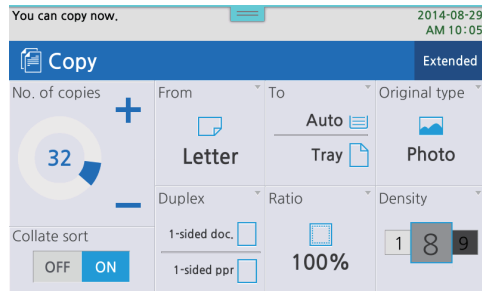 You can copy now.
2014-08-29
AM 10:05
Copy
Extended
No. of copies
32
From
Letter
To
Auto
Tray
Original type
Photo
Collate sort
OFF ON
Duplex
1-sided doc.
1-sided ppr
Ratio
100%
Density
1 8 9